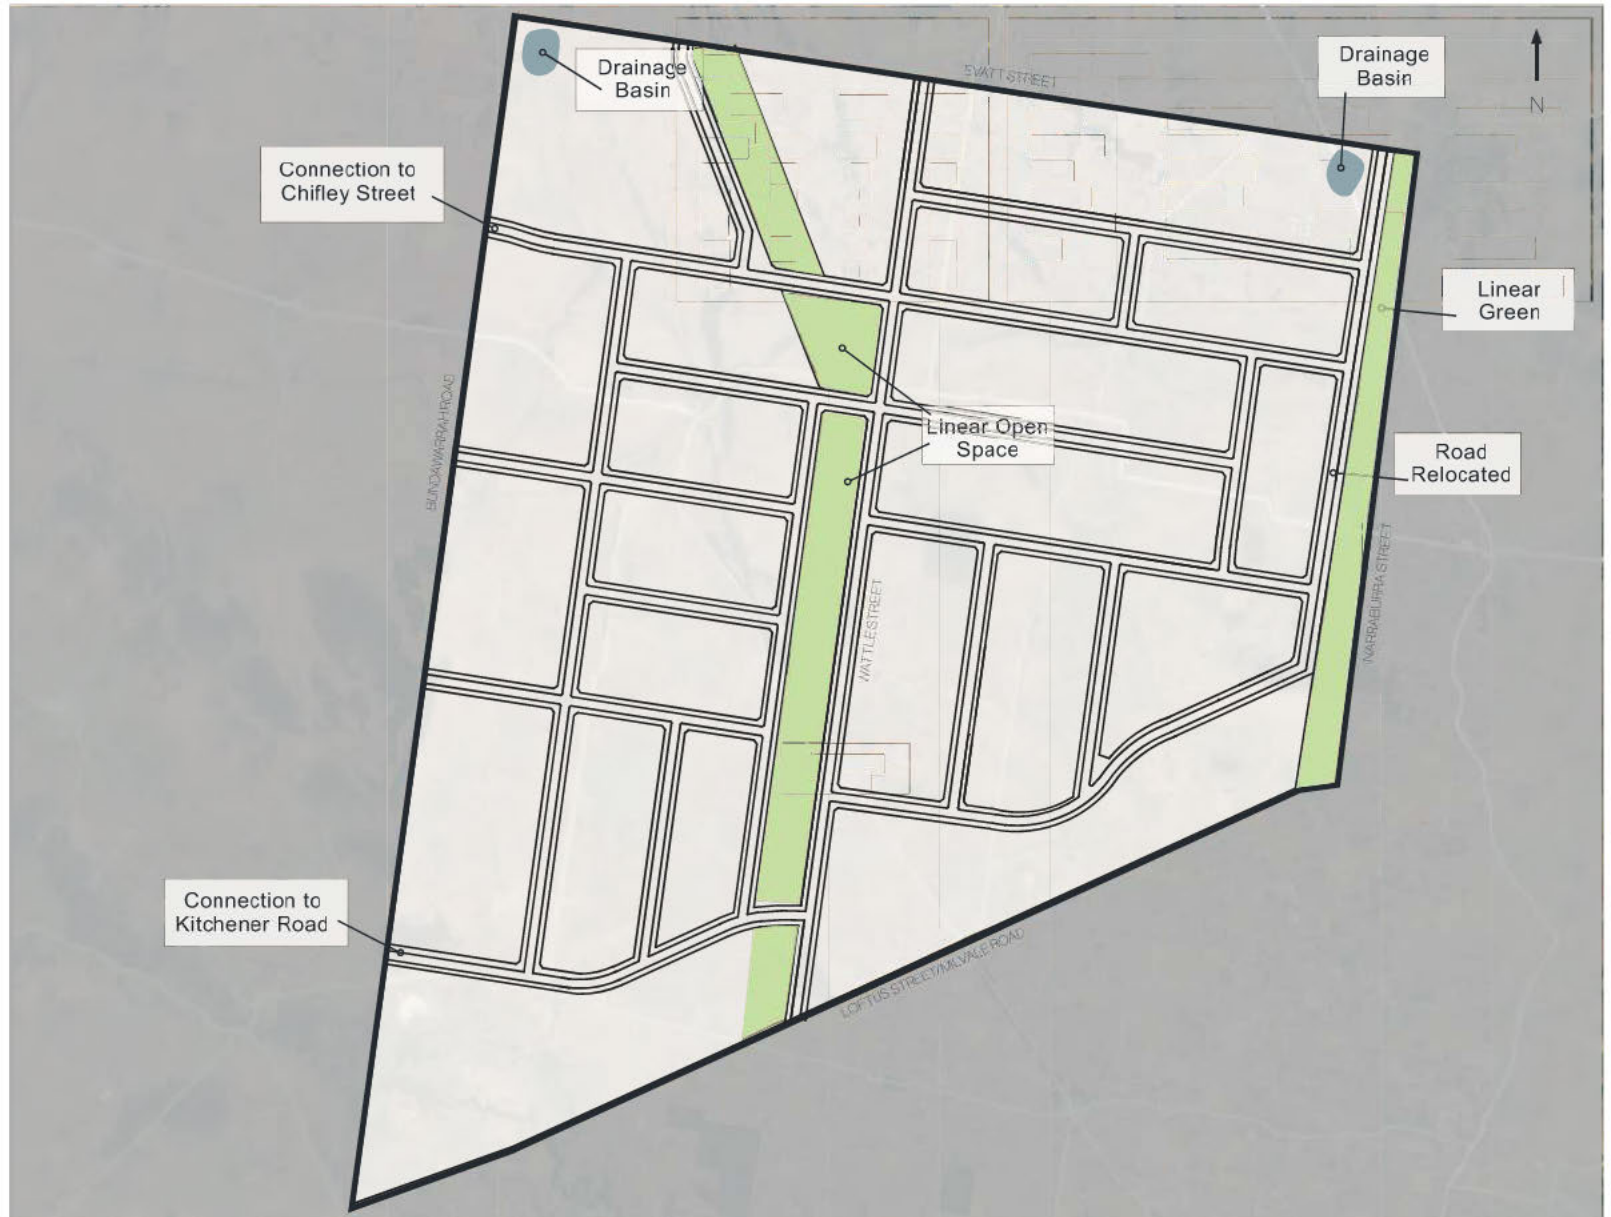 EVATT STREET
Drainage
Basin
Drainage
Basin
N
Connection to
Chifley Street
Linear
Green
BUNDAWARRAH ROAD
Linear Open
Space
Road
Relocated
WATTLE STREET
NARRABURRA STREET
Connection to
Kitchener Road
LOFTUS STREET/MILVALE ROAD